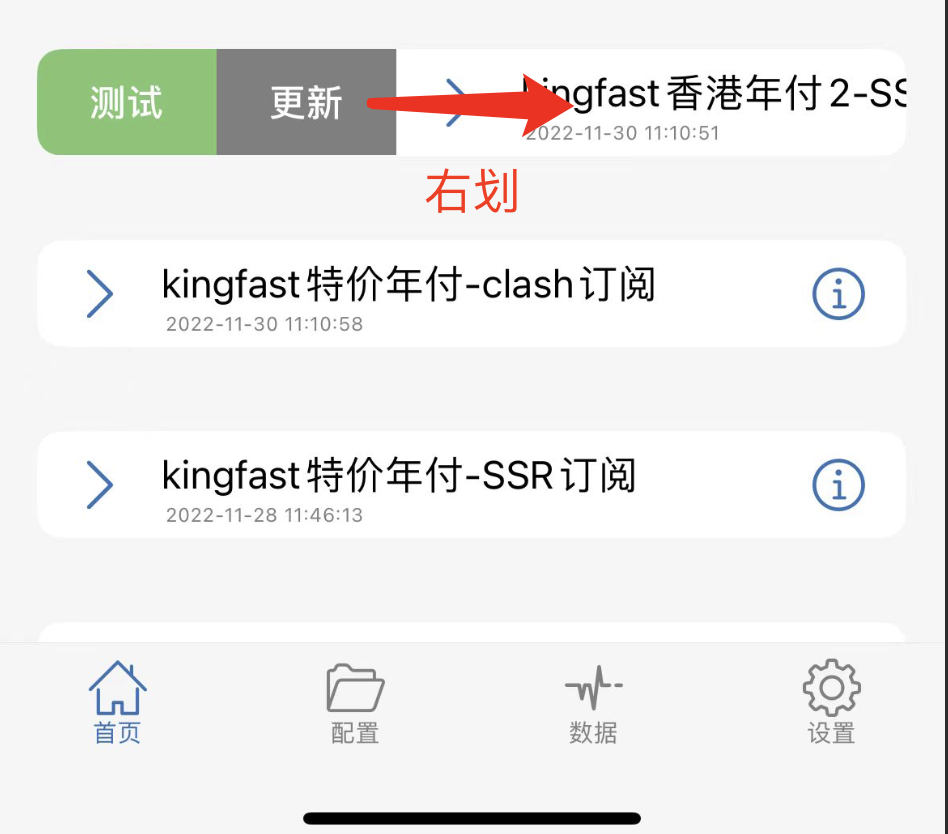 测试
更新
kingfast香港年付2-SS
2022-11-30 11:10:51
右划
kingfast特价年付-clash订阅
2022-11-30 11:10:58
kingfast特价年付-SSR订阅
2022-11-28 11:46:13
首页
配置
数据
设置